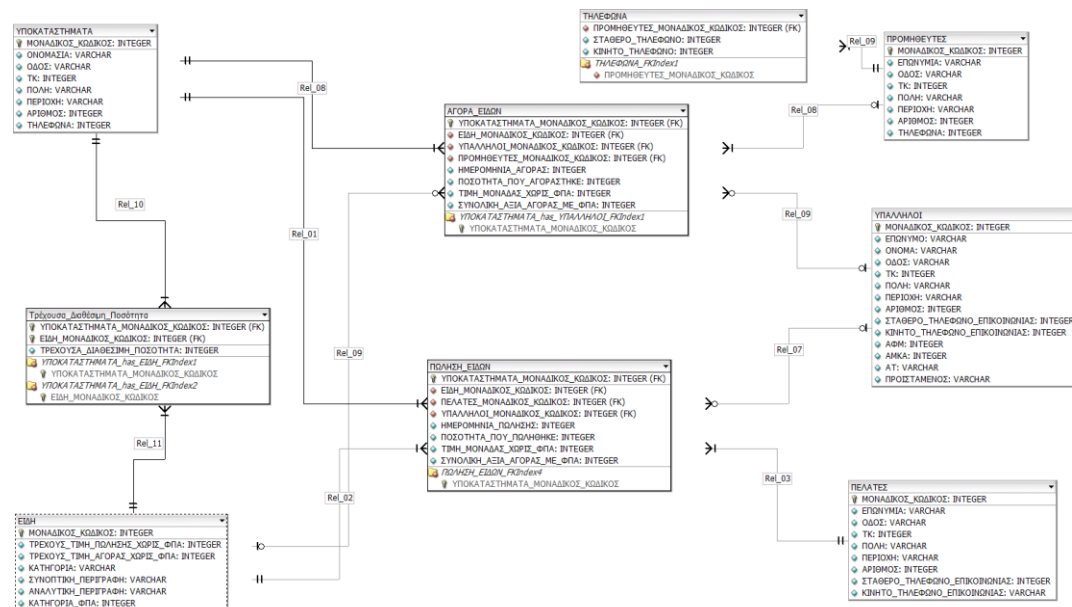 ΥΠΟΚΑΤΑΣΤΗΜΑΤΑ
ΜΟΝΑΔΙΚΟΣ_ΚΩΔΙΚΟΣ: INTEGER
ΟΝΟΜΑΣΙΑ: VARCHAR
ΟΔΟΣ: VARCHAR
ΤΚ: INTEGER
ΠΟΛΗ: VARCHAR
ΠΕΡΙΟΧΗ: VARCHAR
ΑΡΙΘΜΟΣ: INTEGER
ΤΗΛΕΦΩΝΑ: INTEGER
ΤΗΛΕΦΩΝΑ
ΠΡΟΜΗΘΕΥΤΕΣ_ΜΟΝΑΔΙΚΟΣ_ΚΩΔΙΚΟΣ: INTEGER (FK)
ΣΤΑΘΕΡΟ_ΤΗΛΕΦΩΝΟ: INTEGER
ΚΙΝΗΤΟ_ΤΗΛΕΦΩΝΟ: INTEGER
ΤΗΛΕΦΩΝΑ_FKIndex1
ΠΡΟΜΗΘΕΥΤΕΣ_ΜΟΝΑΔΙΚΟΣ_ΚΩΔΙΚΟΣ
Rel_09
ΠΡΟΜΗΘΕΥΤΕΣ
ΜΟΝΑΔΙΚΟΣ_ΚΩΔΙΚΟΣ: INTEGER
ΕΠΩΝΥΜΙΑ: VARCHAR
ΟΔΟΣ: VARCHAR
ΤΚ: INTEGER
ΠΟΛΗ: VARCHAR
ΠΕΡΙΟΧΗ: VARCHAR
ΑΡΙΘΜΟΣ: INTEGER
ΤΗΛΕΦΩΝΑ: INTEGER
Rel_08
Rel_08
ΑΓΟΡΑ_ΕΙΔΩΝ
ΥΠΟΚΑΤΑΣΤΗΜΑΤΑ_ΜΟΝΑΔΙΚΟΣ_ΚΩΔΙΚΟΣ: INTEGER (FK)
ΕΙΔΗ_ΜΟΝΑΔΙΚΟΣ_ΚΩΔΙΚΟΣ: INTEGER (FK)
ΥΠΑΛΛΗΛΟΙ_ΜΟΝΑΔΙΚΟΣ_ΚΩΔΙΚΟΣ: INTEGER (FK)
ΠΡΟΜΗΘΕΥΤΕΣ_ΜΟΝΑΔΙΚΟΣ_ΚΩΔΙΚΟΣ: INTEGER (FK)
ΗΜΕΡΟΜΗΝΙΑ_ΑΓΟΡΑΣ: INTEGER
ΠΟΣΟΤΗΤΑ_ΠΟΥ_ΑΓΟΡΑΣΤΗΚΕ: INTEGER
ΤΙΜΗ_ΜΟΝΑΔΑΣ_ΧΩΡΙΣ_ΦΠΑ: INTEGER
ΣΥΝΟΛΙΚΗ_ΑΞΙΑ_ΑΓΟΡΑΣ_ΜΕ_ΦΠΑ: INTEGER
ΥΠΟΚΑΤΑΣΤΗΜΑΤΑ_has_ΥΠΑΛΛΗΛΟΙ_FKIndex1
ΥΠΟΚΑΤΑΣΤΗΜΑΤΑ_ΜΟΝΑΔΙΚΟΣ_ΚΩΔΙΚΟΣ
Rel_10
Rel_01
Rel_09
ΥΠΑΛΛΗΛΟΙ
ΜΟΝΑΔΙΚΟΣ_ΚΩΔΙΚΟΣ: INTEGER
ΕΠΩΝΥΜΟ: VARCHAR
ΟΝΟΜΑ: VARCHAR
ΟΔΟΣ: VARCHAR
ΤΚ: INTEGER
ΠΟΛΗ: VARCHAR
ΠΕΡΙΟΧΗ: VARCHAR
ΑΡΙΘΜΟΣ: INTEGER
ΣΤΑΘΕΡΟ_ΤΗΛΕΦΩΝΟ_ΕΠΙΚΟΙΝΩΝΙΑΣ: INTEGER
ΚΙΝΗΤΟ_ΤΗΛΕΦΩΝΟ_ΕΠΙΚΟΙΝΩΝΙΑΣ: INTEGER
ΑΦΜ: INTEGER
ΑΜΚΑ: INTEGER
ΑΤ: INTEGER
ΠΡΟΙΣΤΑΜΕΝΟΣ: VARCHAR
Τρέχουσα_Διαθέσιμη_Ποσότητα
ΥΠΟΚΑΤΑΣΤΗΜΑΤΑ_ΜΟΝΑΔΙΚΟΣ_ΚΩΔΙΚΟΣ: INTEGER (FK)
ΕΙΔΗ_ΜΟΝΑΔΙΚΟΣ_ΚΩΔΙΚΟΣ: INTEGER (FK)
ΤΡΕΧΟΥΣΑ_ΔΙΑΘΕΣΙΜΗ_ΠΟΣΟΤΗΤΑ: INTEGER
ΥΠΟΚΑΤΑΣΤΗΜΑΤΑ_has_ΕΙΔΗ_FKIndex1
ΥΠΟΚΑΤΑΣΤΗΜΑΤΑ_ΜΟΝΑΔΙΚΟΣ_ΚΩΔΙΚΟΣ
ΥΠΟΚΑΤΑΣΤΗΜΑΤΑ_has_ΕΙΔΗ_FKIndex2
ΕΙΔΗ_ΜΟΝΑΔΙΚΟΣ_ΚΩΔΙΚΟΣ
Rel_09
Rel_07
ΠΩΛΗΣΗ_ΕΙΔΩΝ
ΥΠΟΚΑΤΑΣΤΗΜΑΤΑ_ΜΟΝΑΔΙΚΟΣ_ΚΩΔΙΚΟΣ: INTEGER (FK)
ΕΙΔΗ_ΜΟΝΑΔΙΚΟΣ_ΚΩΔΙΚΟΣ: INTEGER (FK)
ΠΕΛΑΤΕΣ_ΜΟΝΑΔΙΚΟΣ_ΚΩΔΙΚΟΣ: INTEGER (FK)
ΥΠΑΛΛΗΛΟΙ_ΜΟΝΑΔΙΚΟΣ_ΚΩΔΙΚΟΣ: INTEGER (FK)
ΗΜΕΡΟΜΗΝΙΑ_ΠΩΛΗΣΗΣ: INTEGER
ΠΟΣΟΤΗΤΑ_ΠΟΥ_ΠΩΛΗΘΗΚΕ: INTEGER
ΤΙΜΗ_ΜΟΝΑΔΑΣ_ΧΩΡΙΣ_ΦΠΑ: INTEGER
ΣΥΝΟΛΙΚΗ_ΑΞΙΑ_ΑΓΟΡΑΣ_ΜΕ_ΦΠΑ: INTEGER
ΠΩΛΗΣΗ_ΕΙΔΩΝ_FKIndex4
ΥΠΟΚΑΤΑΣΤΗΜΑΤΑ_ΜΟΝΑΔΙΚΟΣ_ΚΩΔΙΚΟΣ
Rel_11
Rel_02
Rel_03
ΕΙΔΗ
ΜΟΝΑΔΙΚΟΣ_ΚΩΔΙΚΟΣ: INTEGER
ΤΡΕΧΟΥΣ_ΤΙΜΗ_ΠΩΛΗΣΗΣ_ΧΩΡΙΣ_ΦΠΑ: INTEGER
ΤΡΕΧΟΥΣ_ΤΙΜΗ_ΑΓΟΡΑΣ_ΧΩΡΙΣ_ΦΠΑ: INTEGER
ΚΑΤΗΓΟΡΙΑ: VARCHAR
ΣΥΝΟΠΤΙΚΗ_ΠΕΡΙΓΡΑΦΗ: VARCHAR
ΑΝΑΛΥΤΙΚΗ_ΠΕΡΙΓΡΑΦΗ: VARCHAR
ΚΑΤΗΓΟΡΙΑ_ΦΠΑ: INTEGER
ΠΕΛΑΤΕΣ
ΜΟΝΑΔΙΚΟΣ_ΚΩΔΙΚΟΣ: INTEGER
ΕΠΩΝΥΜΙΑ: VARCHAR
ΟΔΟΣ: VARCHAR
ΤΚ: INTEGER
ΠΟΛΗ: VARCHAR
ΠΕΡΙΟΧΗ: VARCHAR
ΑΡΙΘΜΟΣ: INTEGER
ΣΤΑΘΕΡΟ_ΤΗΛΕΦΩΝΟ_ΕΠΙΚΟΙΝΩΝΙΑΣ: INTEGER
ΚΙΝΗΤΟ_ΤΗΛΕΦΩΝΟ_ΕΠΙΚΟΙΝΩΝΙΑΣ: VARCHAR